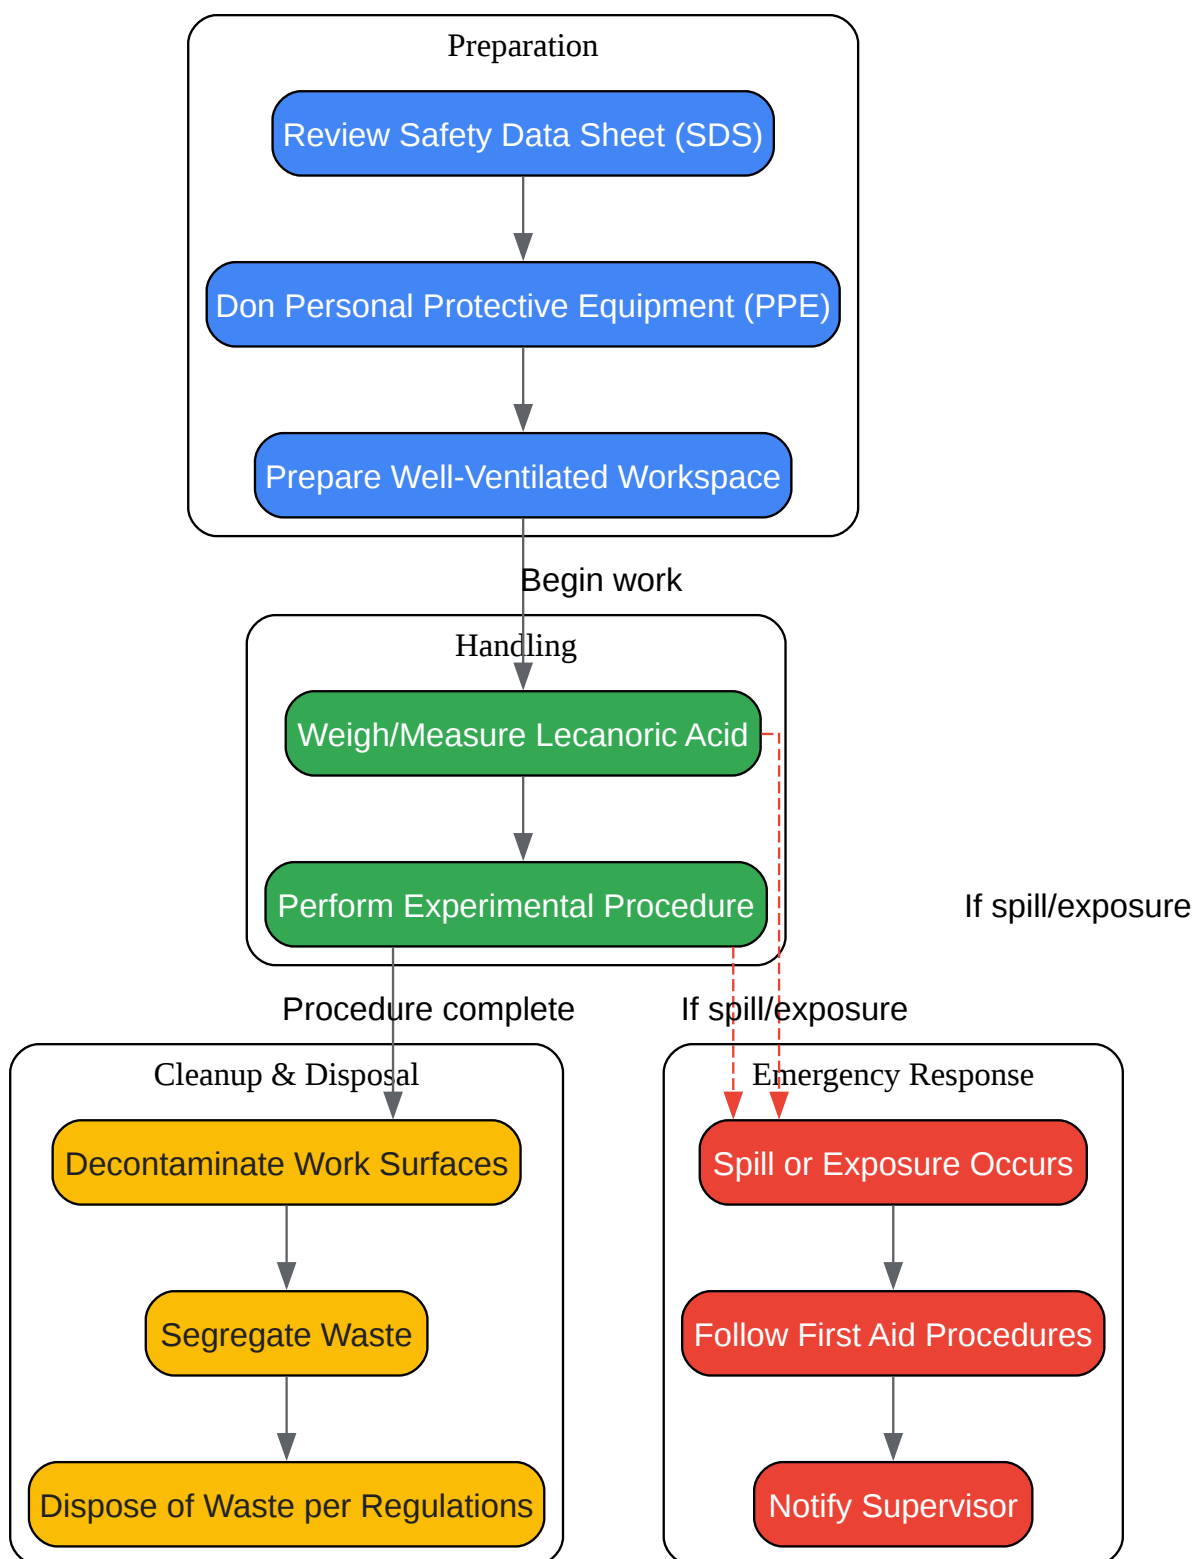 Preparation
Review Safety Data Sheet (SDS)
Don Personal Protective Equipment (PPE)
Prepare Well-Ventilated Workspace
Begin work
Handling
Weigh/Measure Lecanoric Acid
Perform Experimental Procedure
If spill/exposure
Procedure complete
If spill/exposure
Cleanup & Disposal
Decontaminate Work Surfaces
Segregate Waste
Dispose of Waste per Regulations
Emergency Response
Spill or Exposure Occurs
Follow First Aid Procedures
Notify Supervisor